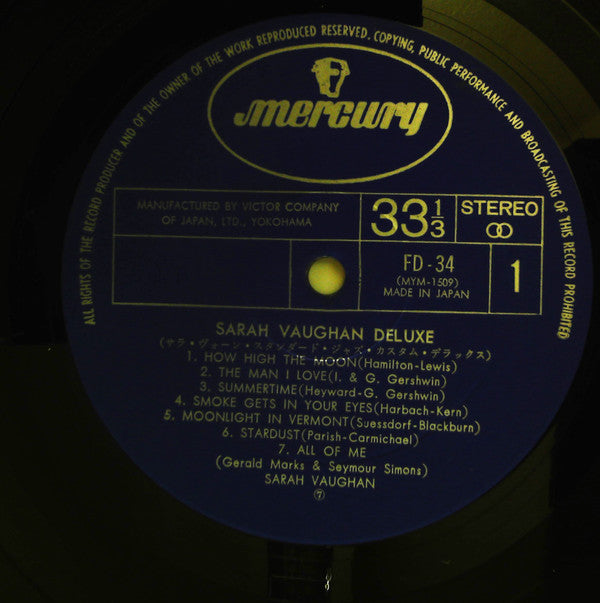 ALL RIGHTS OF THE RECORD PRODUCER AND OF THE OWNER OF THE WORK REPRODUCED RESERVED. COPYING, PUBLIC PERFORMANCE AND BROADCASTING OF THIS RECORD PROHIBITED
mercury
MANUFACTURED BY VICTOR COMPANY
OF JAPAN, LTD., YOKOHAMA
33 1/3
STEREO
FD-34
(MYM-1509)
MADE IN JAPAN
1
SARAH VAUGHAN DELUXE
(サラ・ヴォーン・スタンダード・ジャズ・カスタム・デラックス)
1. HOW HIGH THE MOON(Hamilton-Lewis)
2. THE MAN I LOVE(I. & G. Gershwin)
3. SUMMERTIME(Heyward-G. Gershwin)
4. SMOKE GETS IN YOUR EYES(Harbach-Kern)
5. MOONLIGHT IN VERMONT(Suessdorf-Blackburn)
6. STARDUST(Parish-Carmichael)
7. ALL OF ME
(Gerald Marks & Seymour Simons)
SARAH VAUGHAN
⑦